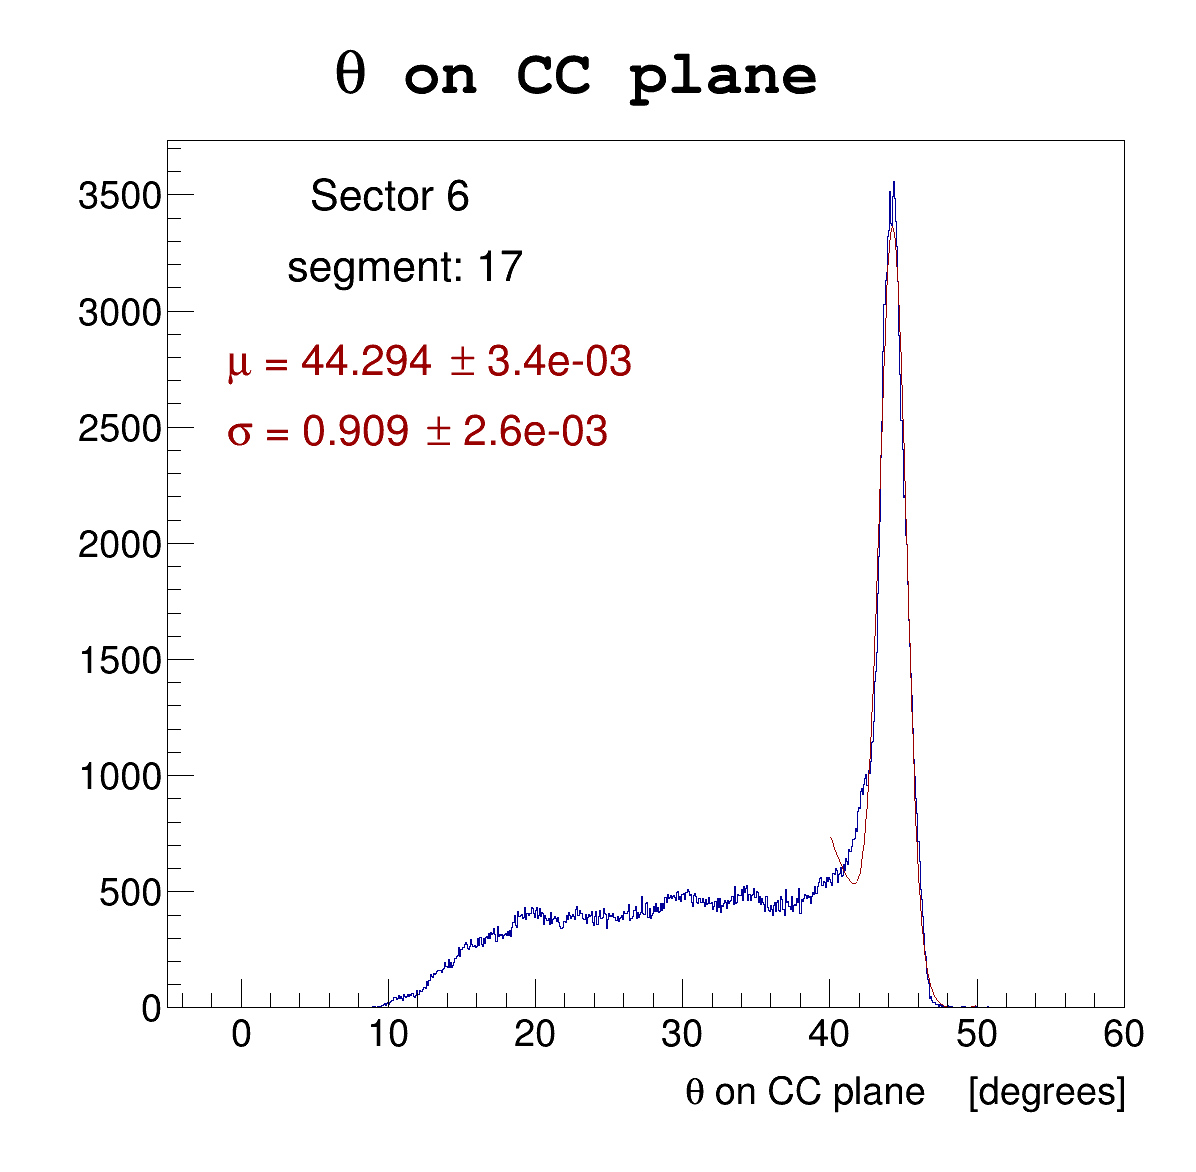 θ on CC plane
Sector 6
segment: 17
μ = 44.294 ± 3.4e-03
σ = 0.909 ± 2.6e-03
3500
3000
2500
2000
1500
1000
500
0
0 10 20 30 40 50 60
θ on CC plane [degrees]